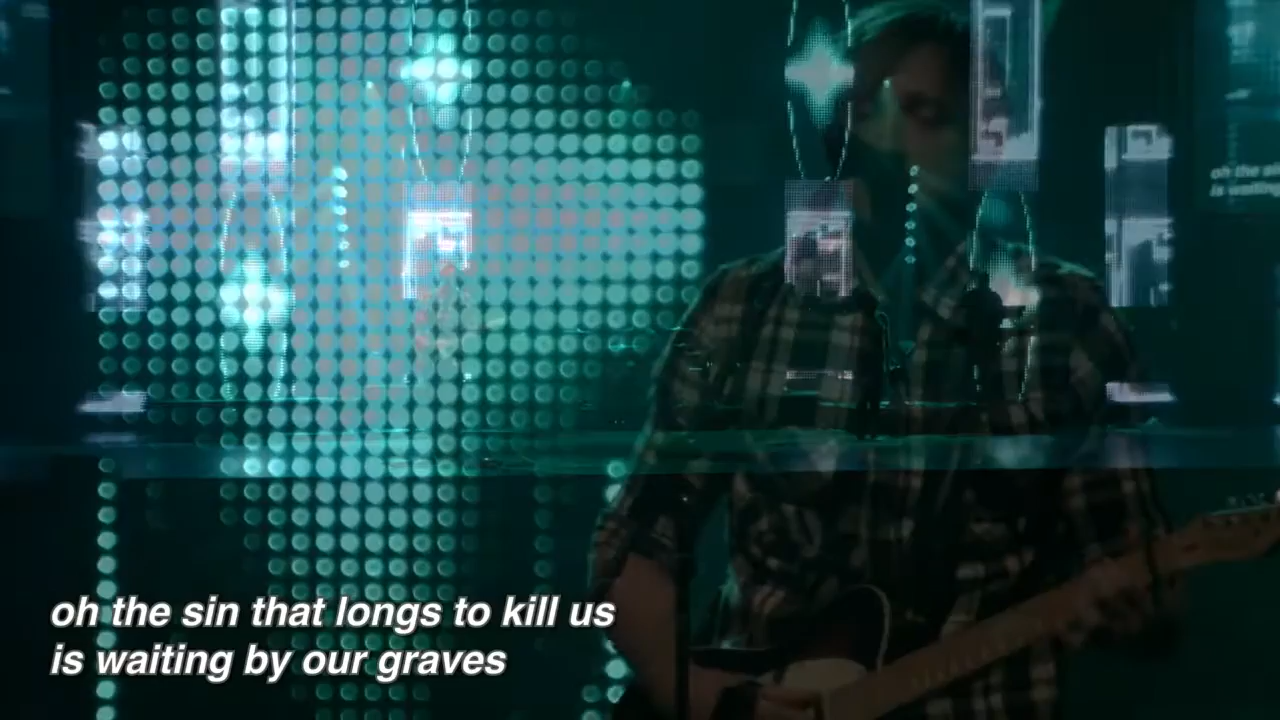 oh the sin that longs to kill us
is waiting by our graves